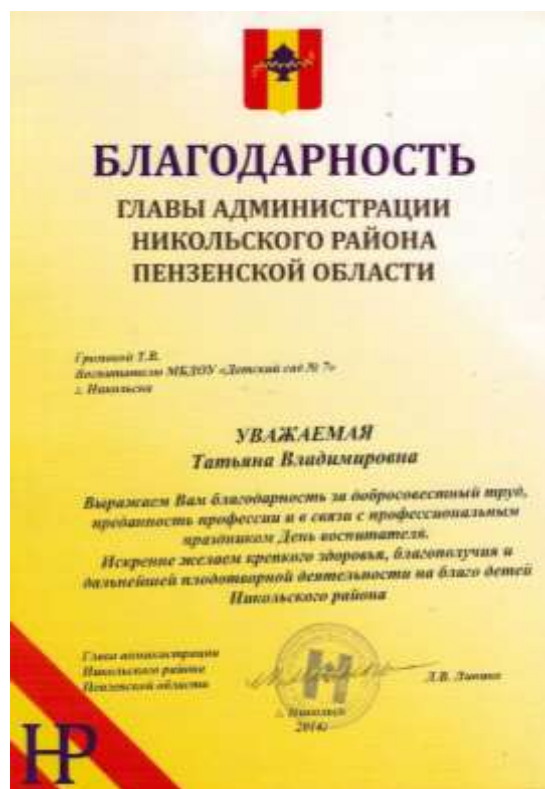 БЛАГОДАРНОСТЬ
ГЛАВЫ АДМИНИСТРАЦИИ
НИКОЛЬСКОГО РАЙОНА
ПЕНЗЕНСКОЙ ОБЛАСТИ
Т.В.
Воспитателю МБДОУ «Детский сад № 7»
г. Никольска
УВАЖАЕМАЯ
Татьяна Владимировна
Выражаем Вам благодарность за добросовестный труд,
преданность профессии и в связи с профессиональным
праздником День воспитателя.
Искренне желаем крепкого здоровья, благополучия и
дальнейшей плодотворной деятельности на благо детей
Никольского района
Глава администрации
Никольского района
Пензенской области
г. Никольск
НР